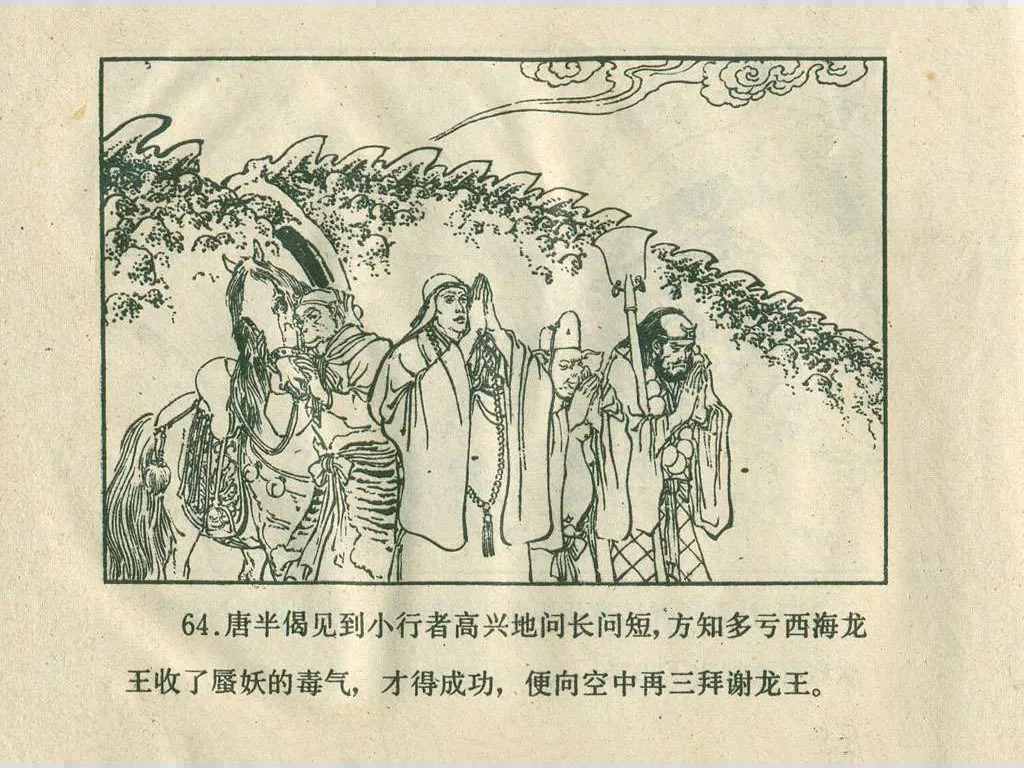 64.唐半偈见到小行者高兴地问长问短,方知多亏西海龙
王收了蜃妖的毒气，才得成功，便向空中再三拜谢龙王。